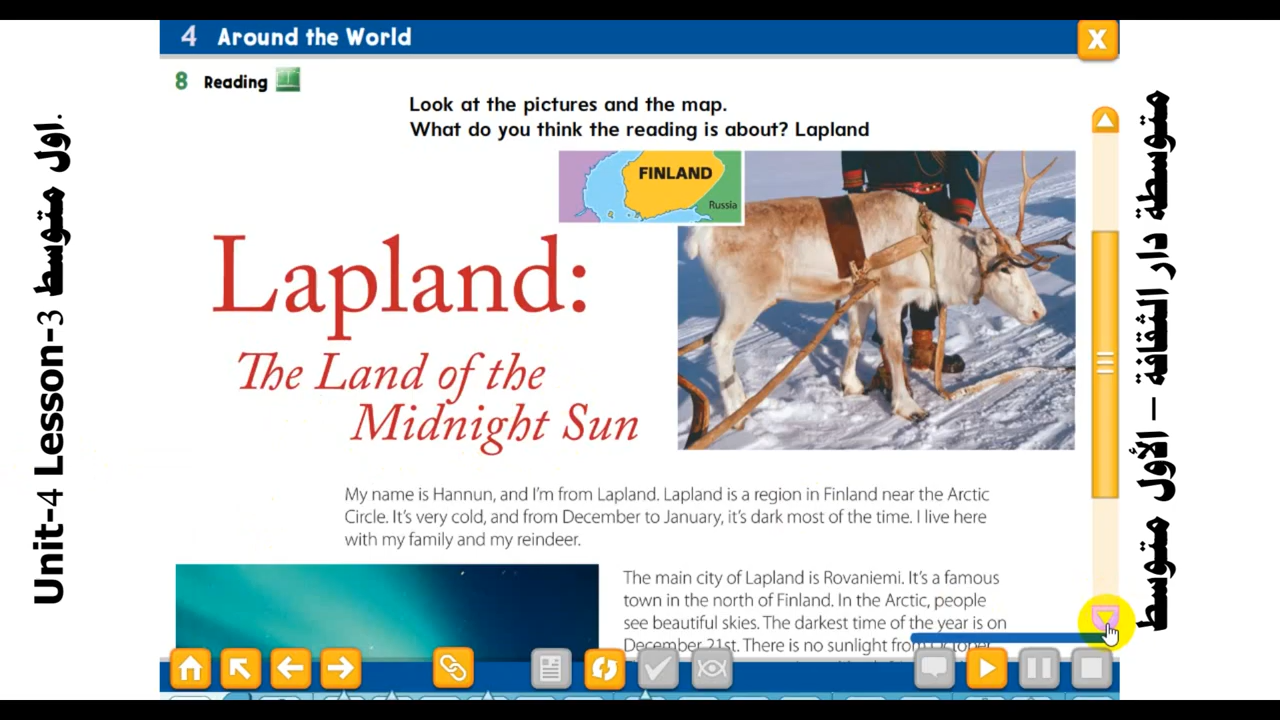 4 Around the World
X
8 Reading
Look at the pictures and the map.
What do you think the reading is about? Lapland
FINLAND
Russia
Lapland:
The Land of the
Midnight Sun
My name is Hannun, and I'm from Lapland. Lapland is a region in Finland near the Arctic
Circle. It's very cold, and from December to January, it's dark most of the time. I live here
with my family and my reindeer.
The main city of Lapland is Rovaniemi. It's a famous
town in the north of Finland. In the Arctic, people
see beautiful skies. The darkest time of the year is on
December 21st. There is no sunlight from October
Unit-4 Lesson-3 اول متوسط.
متوسطة دار الثقافة – الأول متوسط